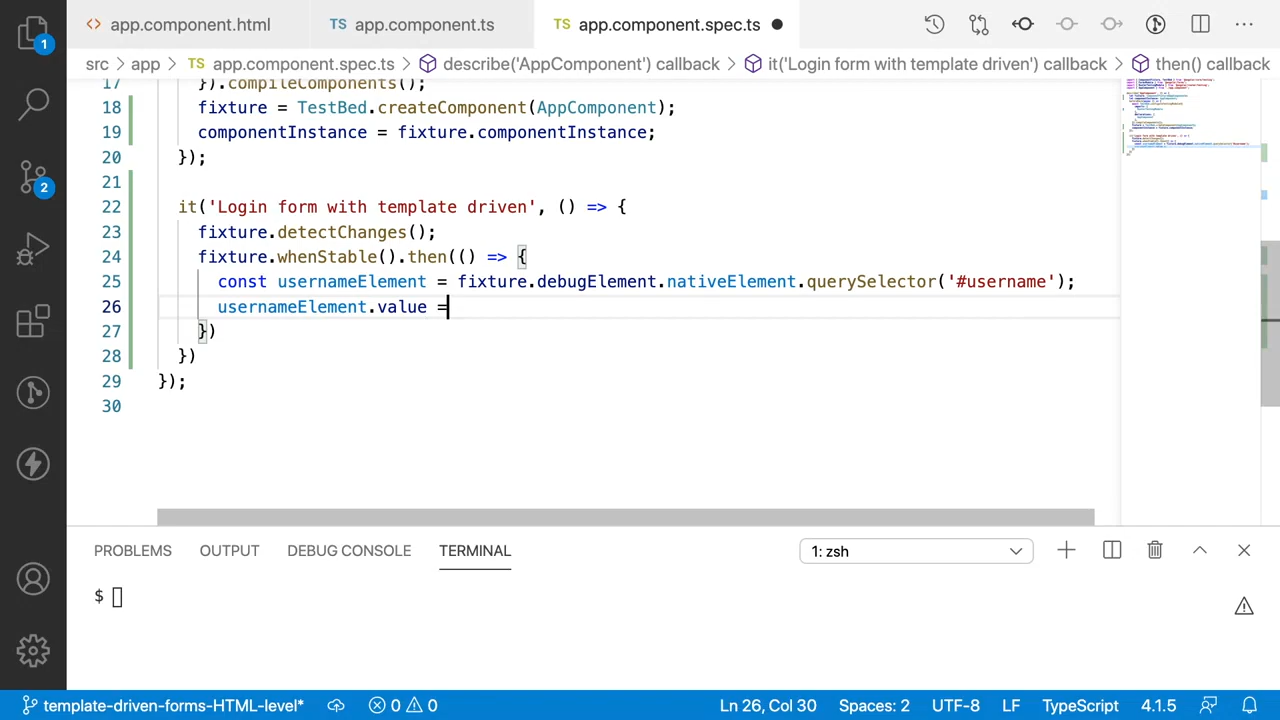 app.component.html
TS app.component.ts
TS app.component.spec.ts
src > app > TS app.component.spec.ts > describe('AppComponent') callback > it('Login form with template driven') callback > then() callback
17 }).compileComponents();
18 fixture = TestBed.createComponent(AppComponent);
19 componentInstance = fixture.componentInstance;
20 });
21
22 it('Login form with template driven', () => {
23 fixture.detectChanges();
24 fixture.whenStable().then(() => {
25 const usernameElement = fixture.debugElement.nativeElement.querySelector('#username');
26 usernameElement.value =
27 })
28 })
29 });
30
1
2
PROBLEMS OUTPUT DEBUG CONSOLE TERMINAL 1: zsh
$
template-driven-forms-HTML-level* 0 0 Ln 26, Col 30 Spaces: 2 UTF-8 LF TypeScript 4.1.5